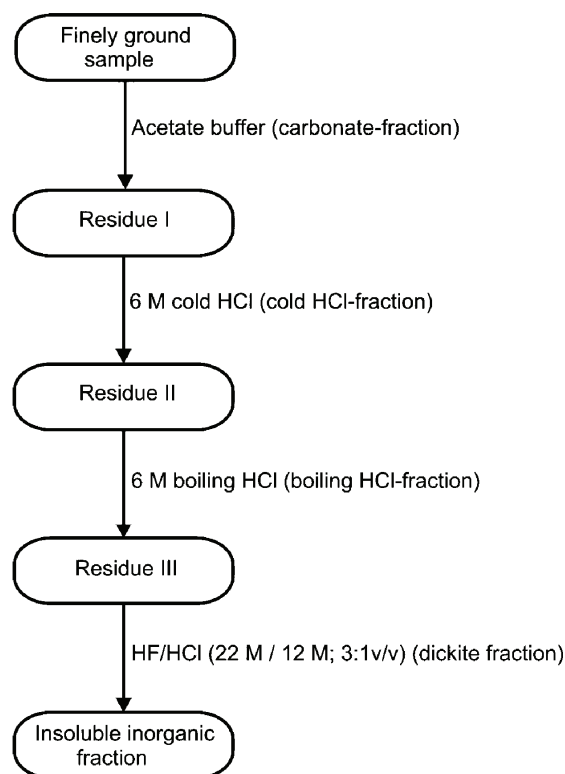 Finely ground
sample
Acetate buffer (carbonate-fraction)
Residue I
6 M cold HCl (cold HCl-fraction)
Residue II
6 M boiling HCl (boiling HCl-fraction)
Residue III
HF/HCl (22 M / 12 M; 3:1v/v) (dickite fraction)
Insoluble inorganic
fraction